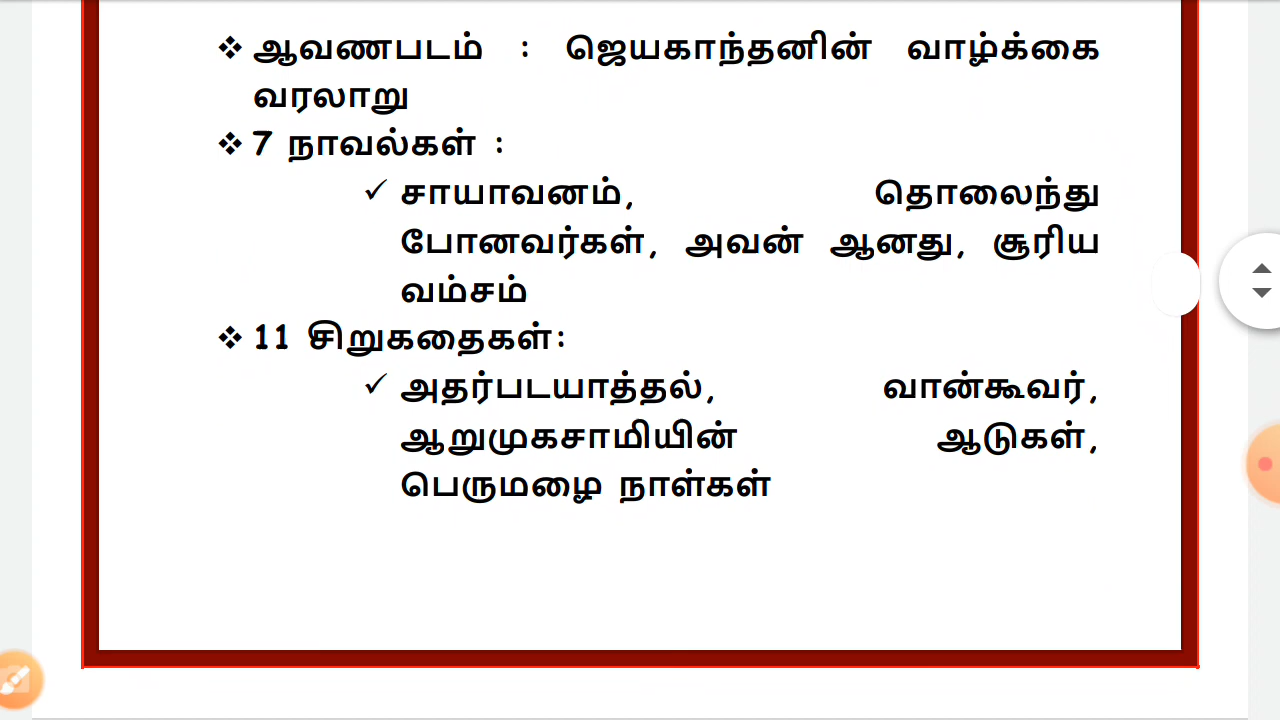 ❖ ஆவணபடம் : ஜெயகாந்தனின் வாழ்க்கை
வரலாறு
❖ 7 நாவல்கள் :
✓ சாயாவனம், தொலைந்து
போனவர்கள், அவன் ஆனது, சூரிய
வம்சம்
❖ 11 சிறுகதைகள்:
✓ அதர்படயாத்தல், வான்கூவர்,
ஆறுமுகசாமியின் ஆடுகள்,
பெருமழை நாள்கள்